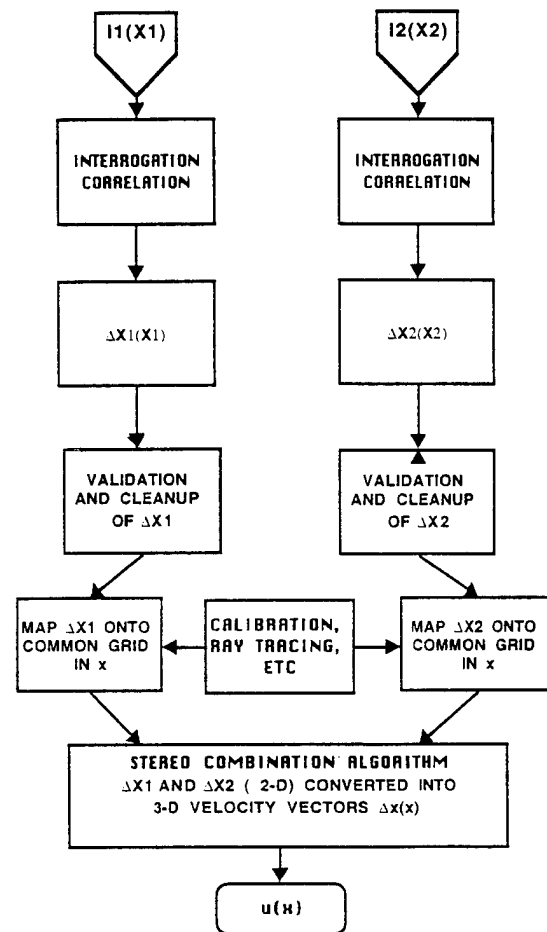 I1(X1)
I2(X2)
INTERROGATION
CORRELATION
INTERROGATION
CORRELATION
ΔX1(X1)
ΔX2(X2)
VALIDATION
AND CLEANUP
OF ΔX1
VALIDATION
AND CLEANUP
OF ΔX2
MAP ΔX1 ONTO
COMMON GRID
IN x
CALIBRATION,
RAY TRACING,
ETC
MAP ΔX2 ONTO
COMMON GRID
IN x
STEREO COMBINATION ALGORITHM
ΔX1 AND ΔX2 ( 2-D) CONVERTED INTO
3-D VELOCITY VECTORS Δx(x)
u(x)